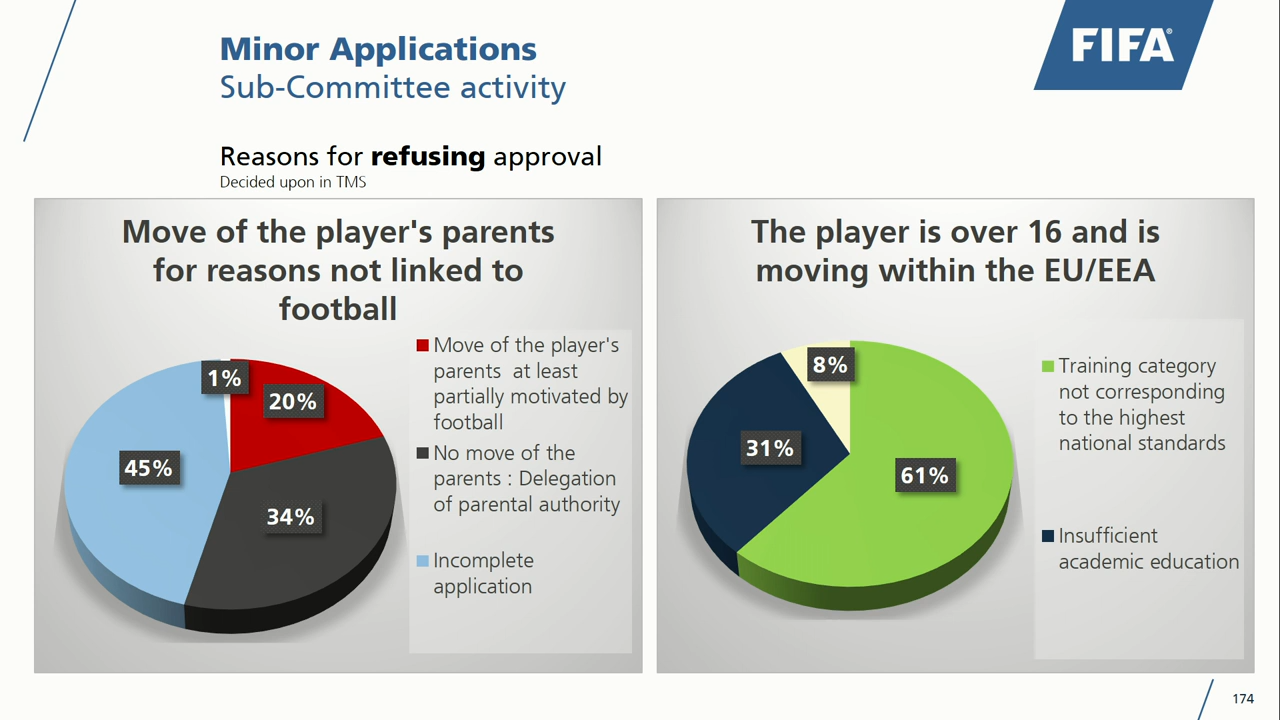 Minor Applications
Sub-Committee activity
FIFA®
Reasons for refusing approval
Decided upon in TMS
Move of the player's parents
for reasons not linked to
football
1%
20%
45%
34%
Move of the player's
parents at least
partially motivated by
football
No move of the
parents : Delegation
of parental authority
Incomplete
application
The player is over 16 and is
moving within the EU/EEA
8%
31%
61%
Training category
not corresponding
to the highest
national standards
Insufficient
academic education
174